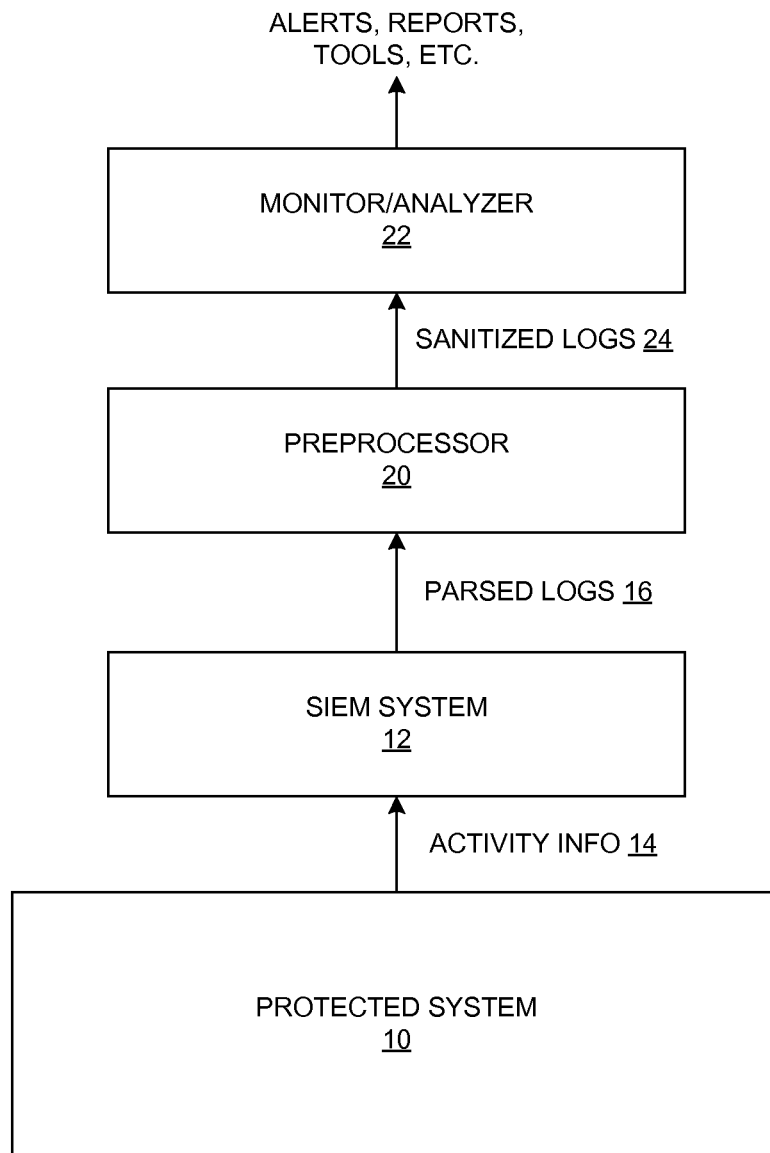 ALERTS, REPORTS,
TOOLS, ETC.
MONITOR/ANALYZER
22
SANITIZED LOGS 24
PREPROCESSOR
20
PARSED LOGS 16
SIEM SYSTEM
12
ACTIVITY INFO 14
PROTECTED SYSTEM
10